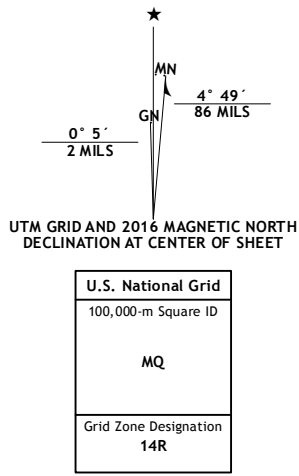 MN
GN
4° 49´
86 MILS
0° 5´
2 MILS
UTM GRID AND 2016 MAGNETIC NORTH
DECLINATION AT CENTER OF SHEET
U.S. National Grid
100,000-m Square ID
MQ
Grid Zone Designation
14R